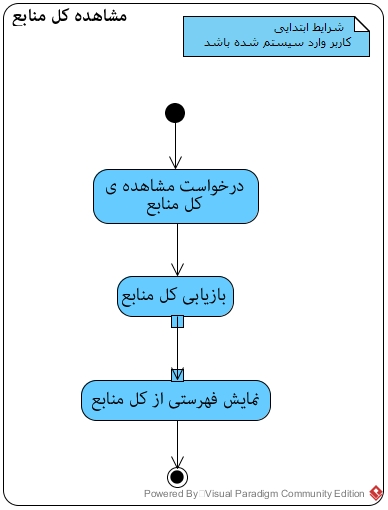 مشاهده کل منابع
شرایط ابتدایی
کاربر وارد سیستم شده باشد
درخواست مشاهده ی
کل منابع
بازیابی کل منابع
نمایش فهرستی از کل منابع
Powered By Visual Paradigm Community Edition